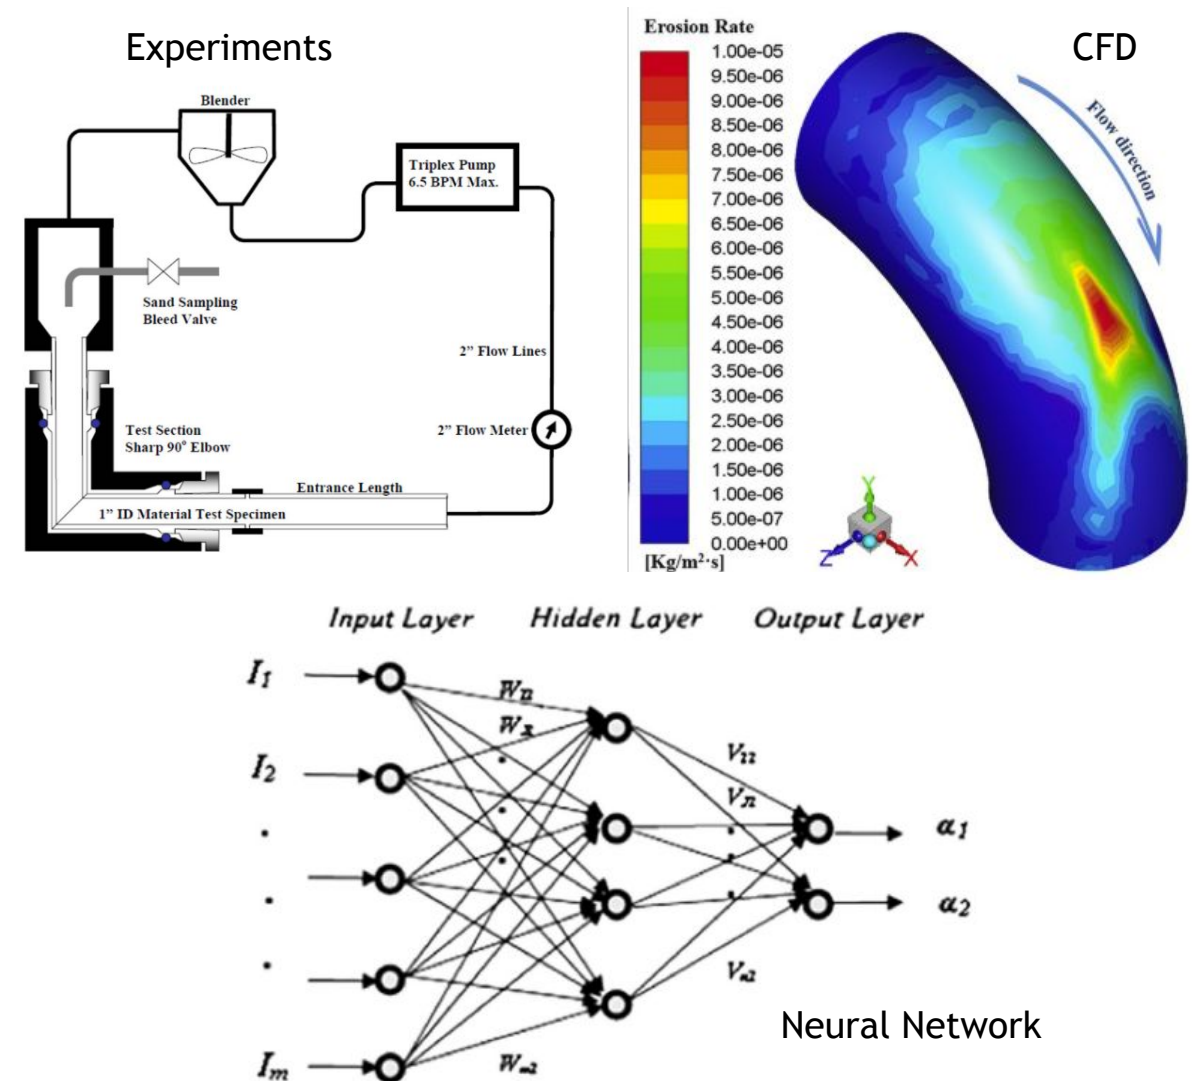 Experiments
Blender
Triplex Pump
6.5 BPM Max.
Sand Sampling
Bleed Valve
2” Flow Lines
Test Section
Sharp 90° Elbow
2” Flow Meter
Entrance Length
1” ID Material Test Specimen
Erosion Rate
CFD
1.00e-05
9.50e-06
9.00e-06
8.50e-06
8.00e-06
7.50e-06
7.00e-06
6.50e-06
6.00e-06
5.50e-06
5.00e-06
4.50e-06
4.00e-06
3.50e-06
3.00e-06
2.50e-06
2.00e-06
1.50e-06
1.00e-06
5.00e-07
0.00e+00
[Kg/m²·s]
Flow direction
Y
Z
X
Input Layer
Hidden Layer
Output Layer
I1
I2
Im
V22
α1
α2
Neural Network